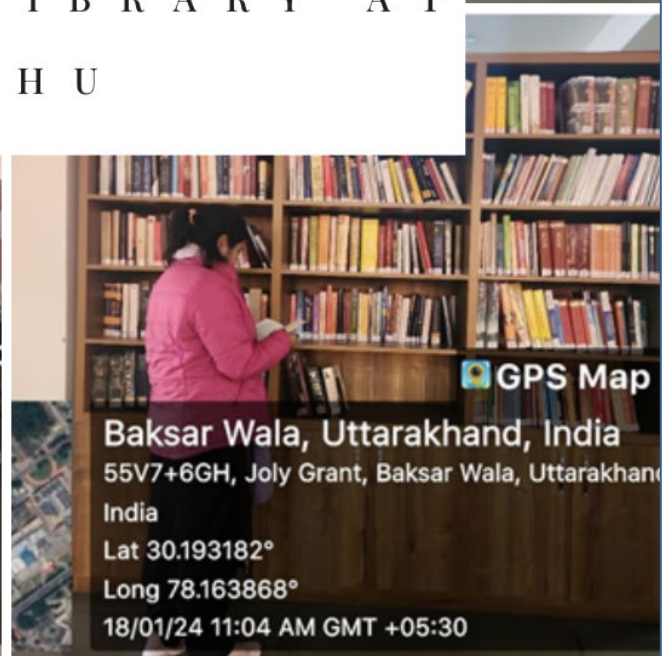 HU
GPS Map
Baksar Wala, Uttarakhand, India
55V7+6GH, Joly Grant, Baksar Wala,
India
Lat 30.193182°
Long 78.163868°
18/01/24 11:04 AM GMT +05:30